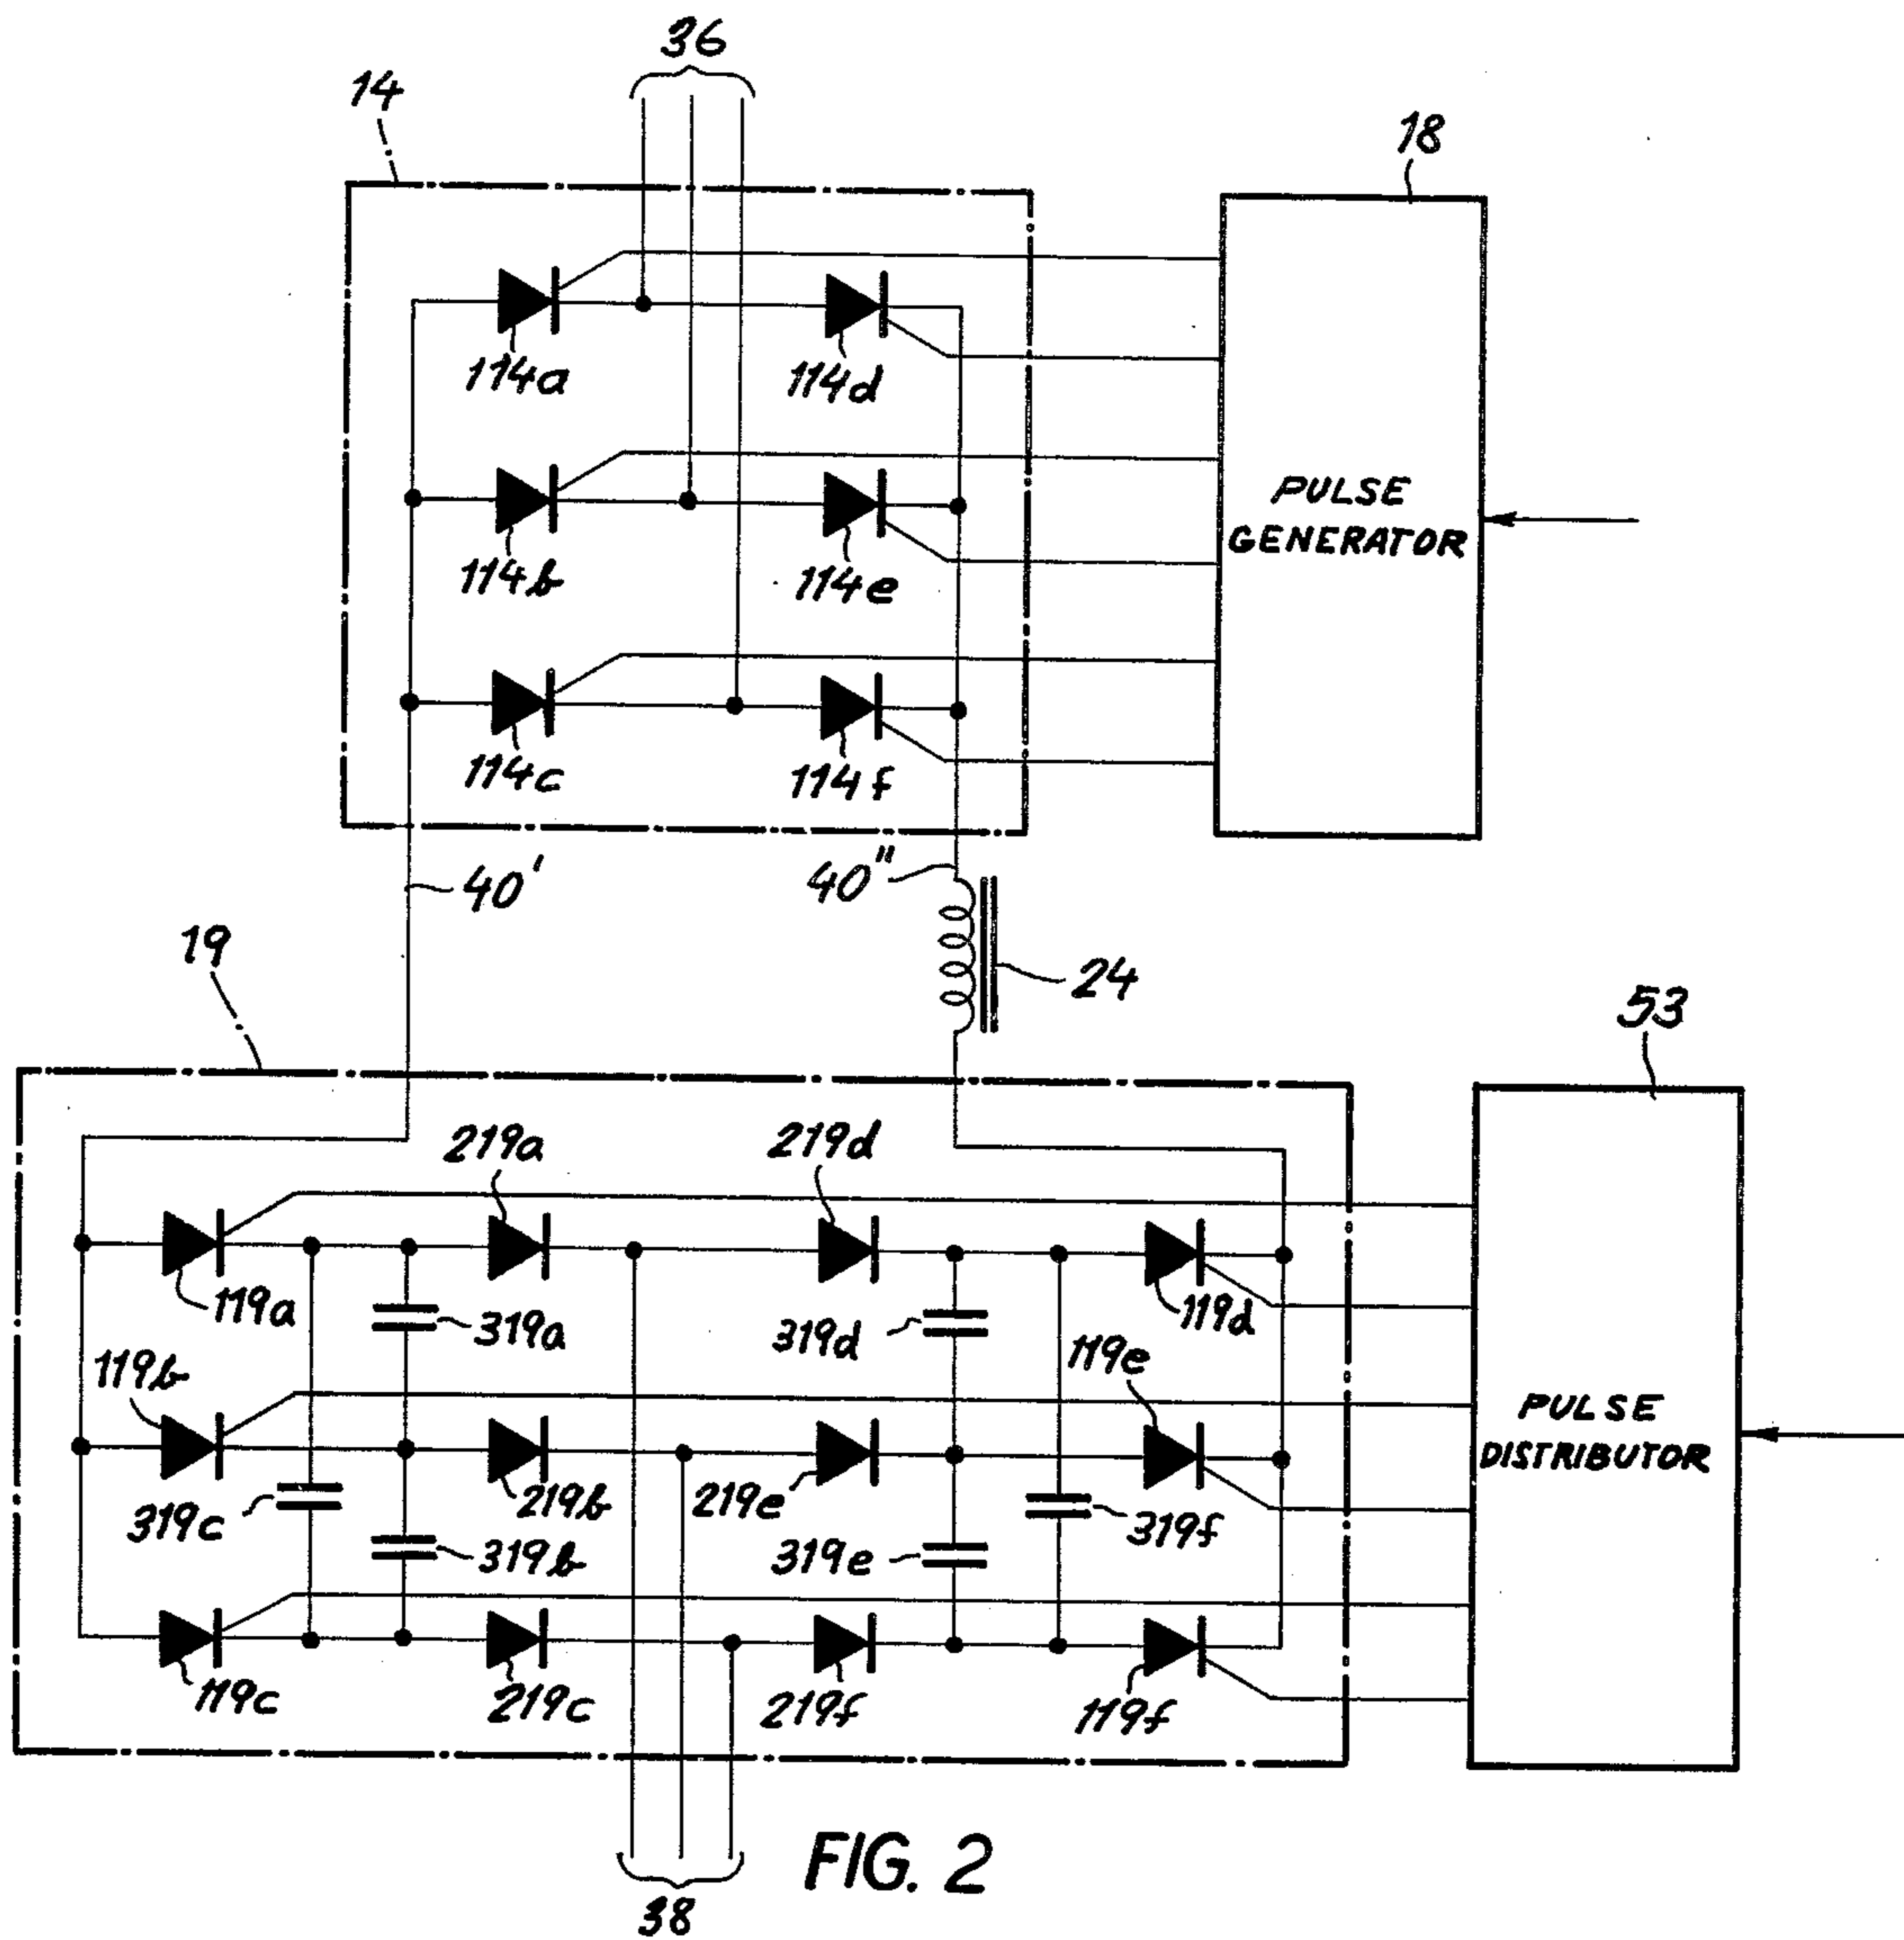 36
14
18
114a
114d
PULSE
GENERATOR
114b
114e
114c
114f
40'
40"
19
24
53
219a
219d
119a
319a
319d
119d
119b
119e
PULSE
DISTRIBUTOR
319c
219b
219e
319f
319b
319e
119c
219c
219f
119f
38
FIG. 2